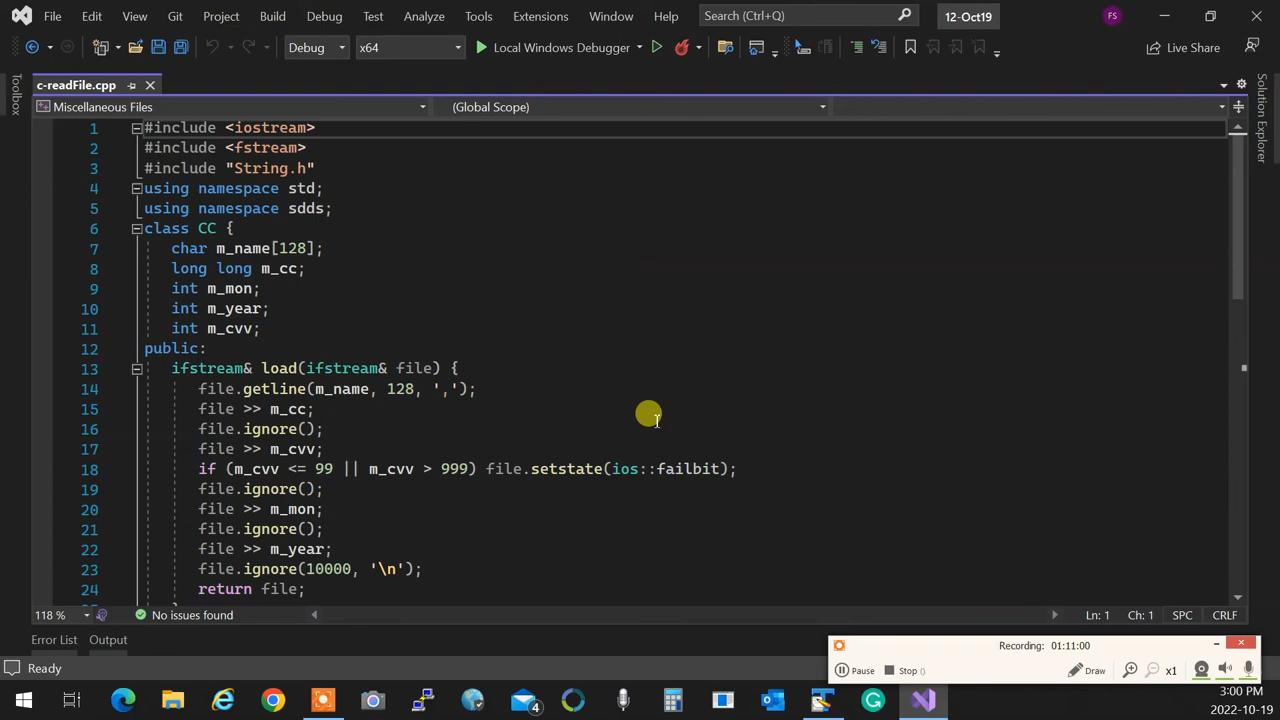 File Edit View Git Project Build Debug Test Analyze Tools Extensions Window Help Search (Ctrl+Q) 12-Oct19 FS
Debug x64 Local Windows Debugger Live Share
Toolbox
c-readFile.cpp
Miscellaneous Files (Global Scope)
Solution Explorer
1 #include <iostream>
2 #include <fstream>
3 #include "String.h"
4 using namespace std;
5 using namespace sdds;
6 class CC {
7 char m_name[128];
8 long long m_cc;
9 int m_mon;
10 int m_year;
11 int m_cvv;
12 public:
13 ifstream& load(ifstream& file) {
14 file.getline(m_name, 128, ',');
15 file >> m_cc;
16 file.ignore();
17 file >> m_cvv;
18 if (m_cvv <= 99 || m_cvv > 999) file.setstate(ios::failbit);
19 file.ignore();
20 file >> m_mon;
21 file.ignore();
22 file >> m_year;
23 file.ignore(10000, '\n');
24 return file;
118 % No issues found Ln: 1 Ch: 1 SPC CRLF
Error List Output
Recording: 01:11:00
Ready
Pause Stop () Draw x1
4
3:00 PM
2022-10-19